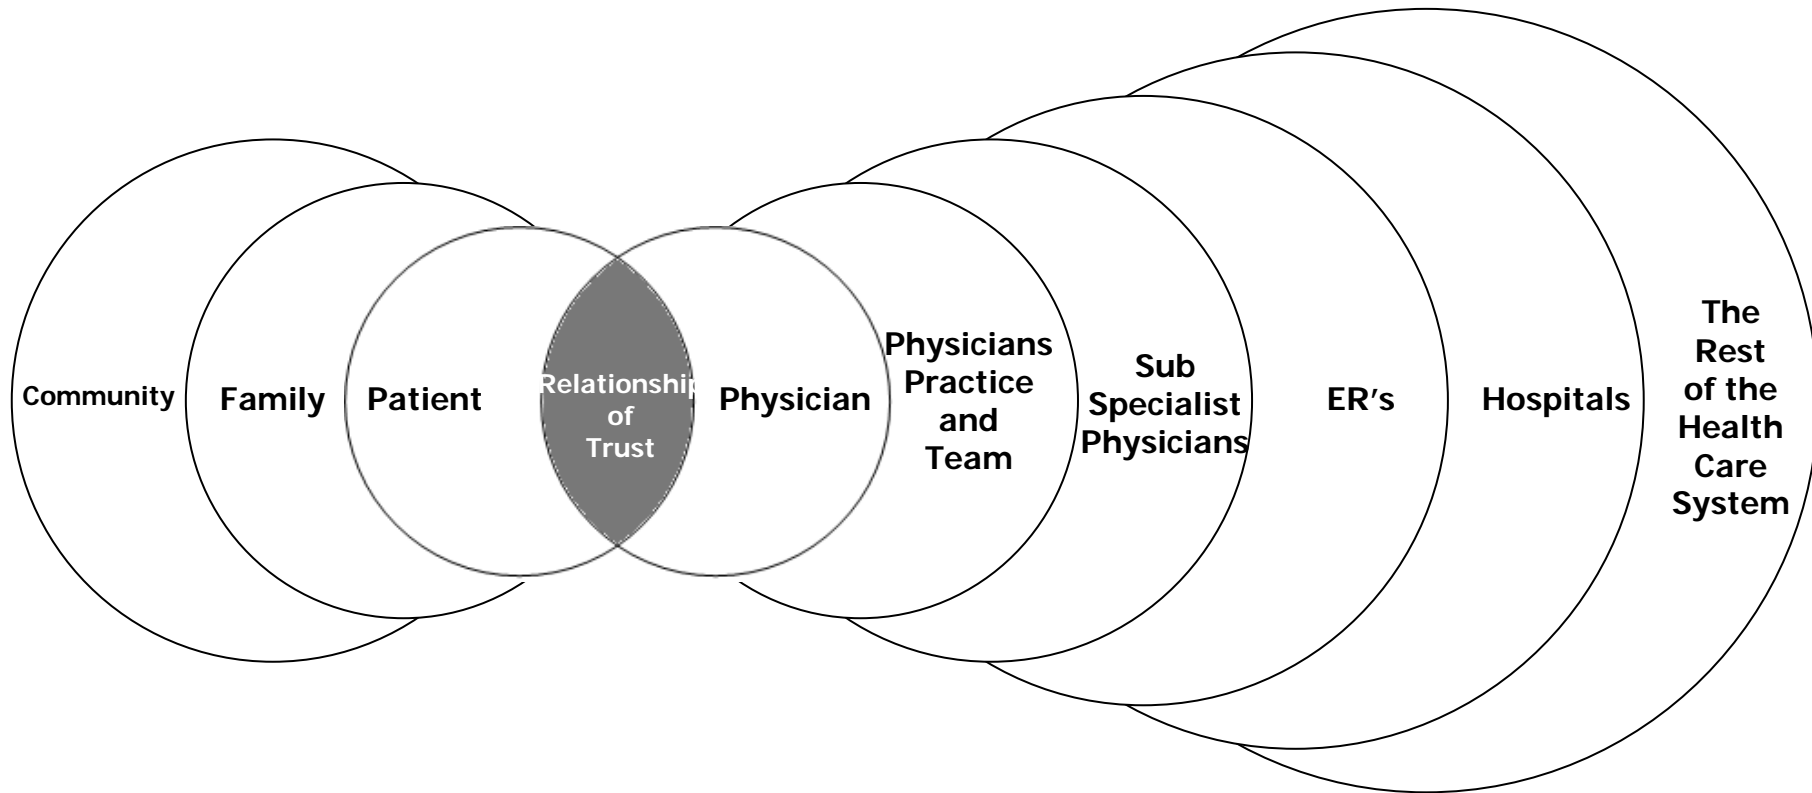 Community
Family
Patient
Relationship
of
Trust
Physician
Physicians
Practice
and
Team
Sub
Specialist
Physicians
ER's
Hospitals
The
Rest
of the
Health
Care
System